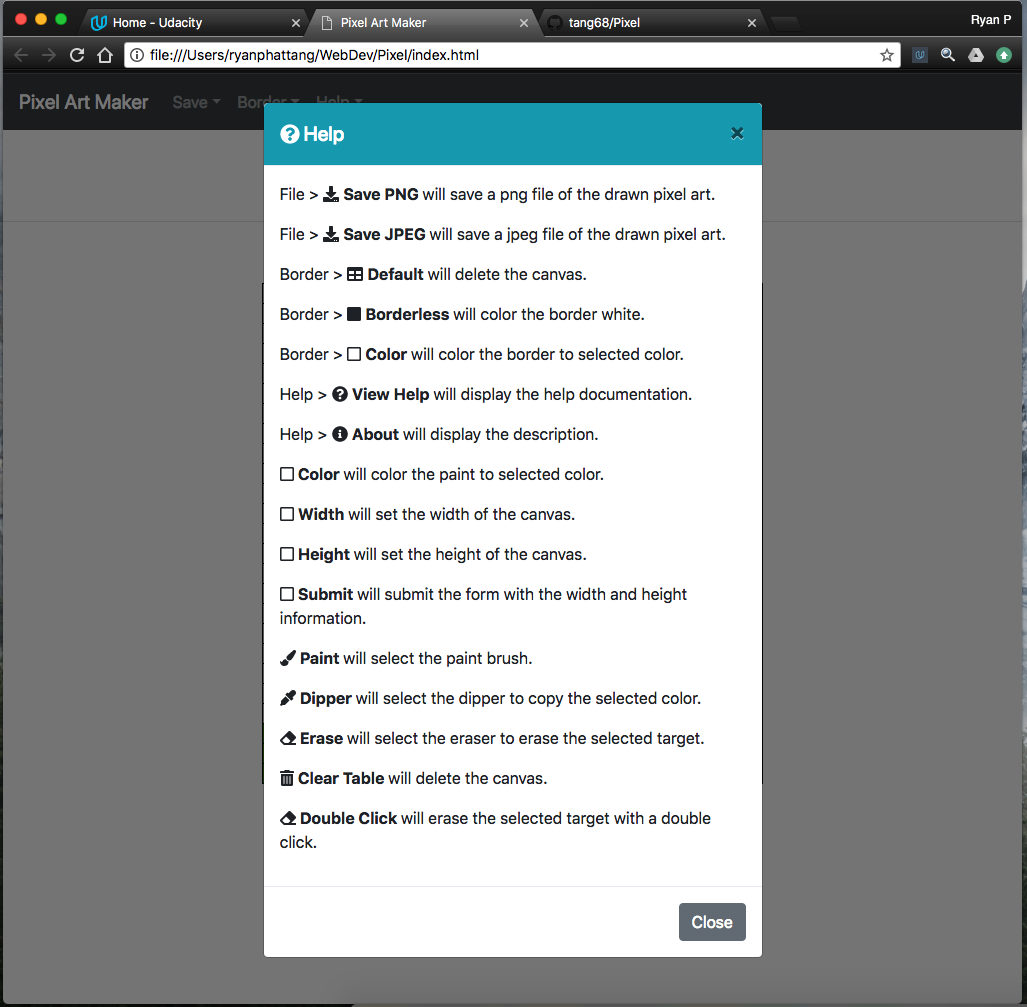 Home - Udacity
Pixel Art Maker
tang68/Pixel
Ryan P
file:///Users/ryanphattang/WebDev/Pixel/index.html
Pixel Art Maker Save Border Help
Help
File > Save PNG will save a png file of the drawn pixel art.
File > Save JPEG will save a jpeg file of the drawn pixel art.
Border > Default will delete the canvas.
Border > Borderless will color the border white.
Border > Color will color the border to selected color.
Help > View Help will display the help documentation.
Help > About will display the description.
Color will color the paint to selected color.
Width will set the width of the canvas.
Height will set the height of the canvas.
Submit will submit the form with the width and height
information.
Paint will select the paint brush.
Dipper will select the dipper to copy the selected color.
Erase will select the eraser to erase the selected target.
Clear Table will delete the canvas.
Double Click will erase the selected target with a double
click.
Close